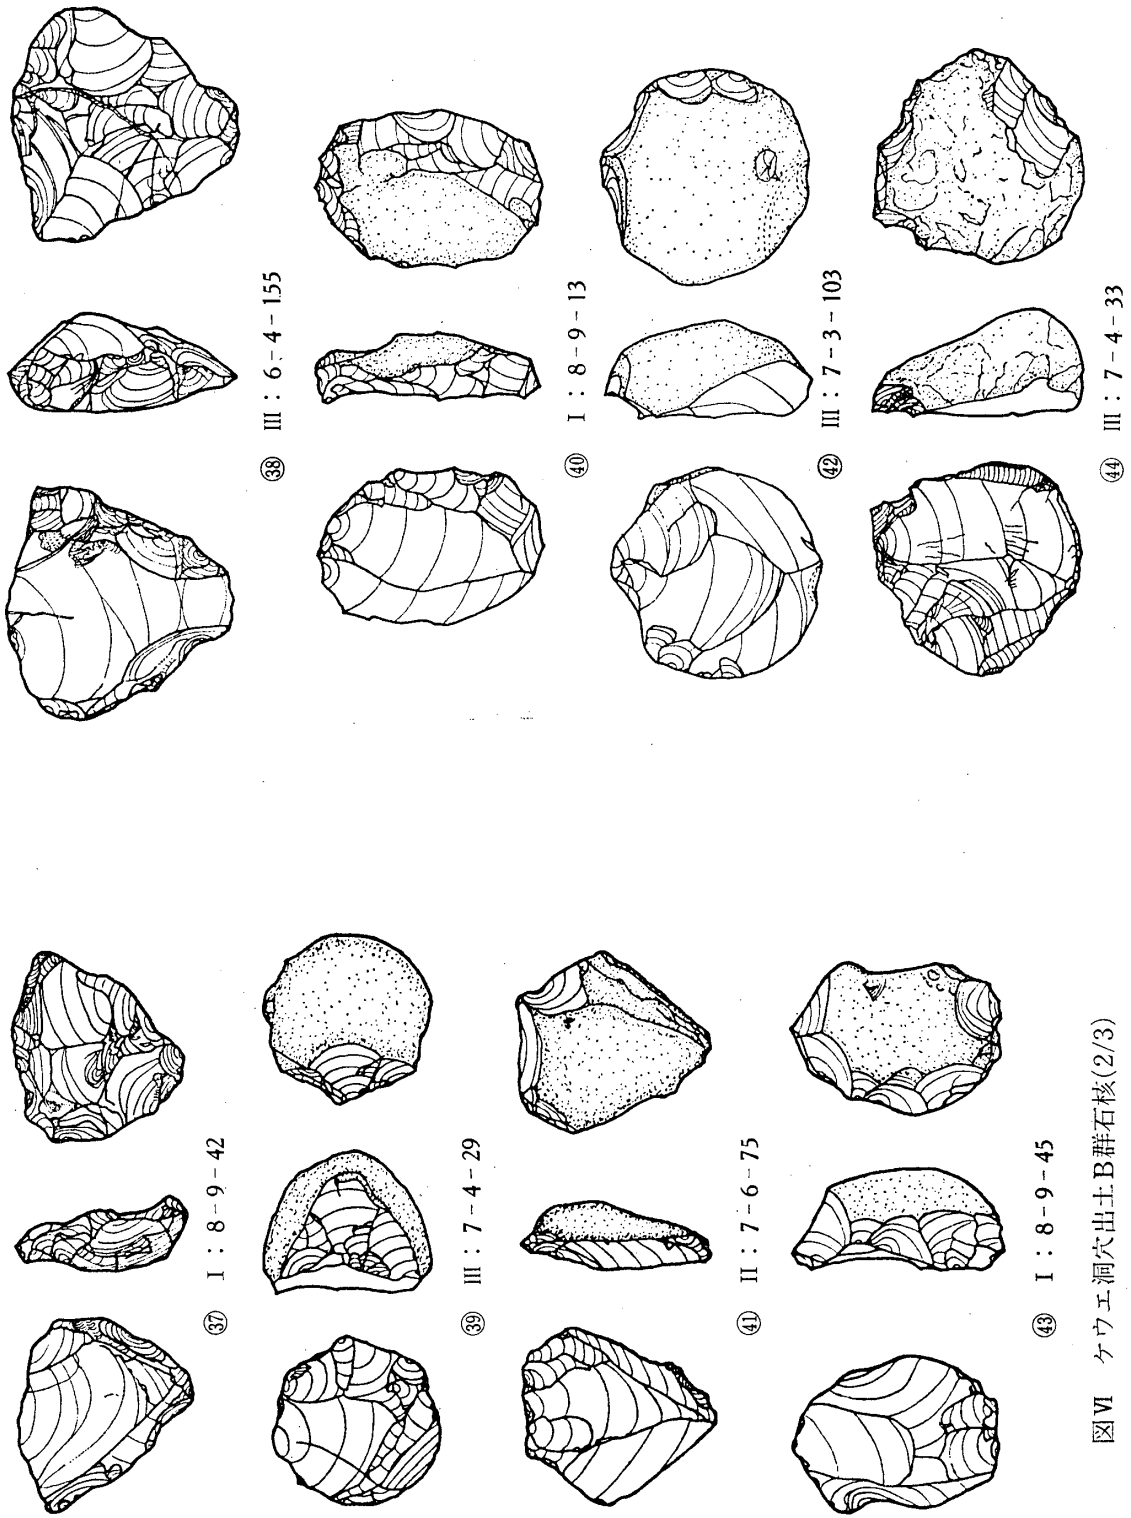 ㊲ I : 8-9-42
㊳ III : 6-4-155
㊴ III : 7-4-29
㊵ I : 8-9-13
㊶ II : 7-6-75
㊷ III : 7-3-103
㊸ I : 8-9-45
㊹ III : 7-4-33
図VI ケウエ洞穴出土B群石核(2/3)